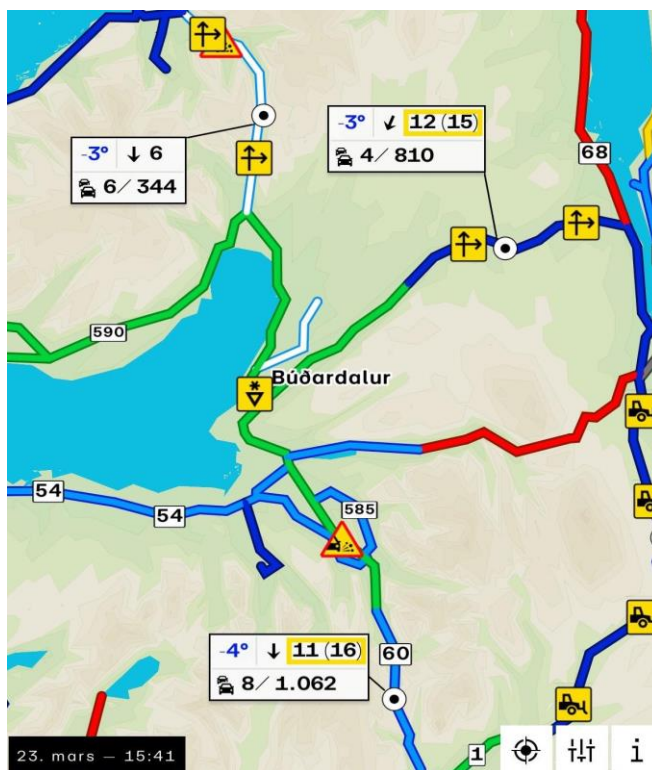 -3° ↓ 6
6/ 344
-3° ↙ 12 (15)
4/ 810
68
590
Búðardalur
54
54
585
-4° ↓ 11 (16)
8/ 1.062
60
1
23. mars — 15:41
i